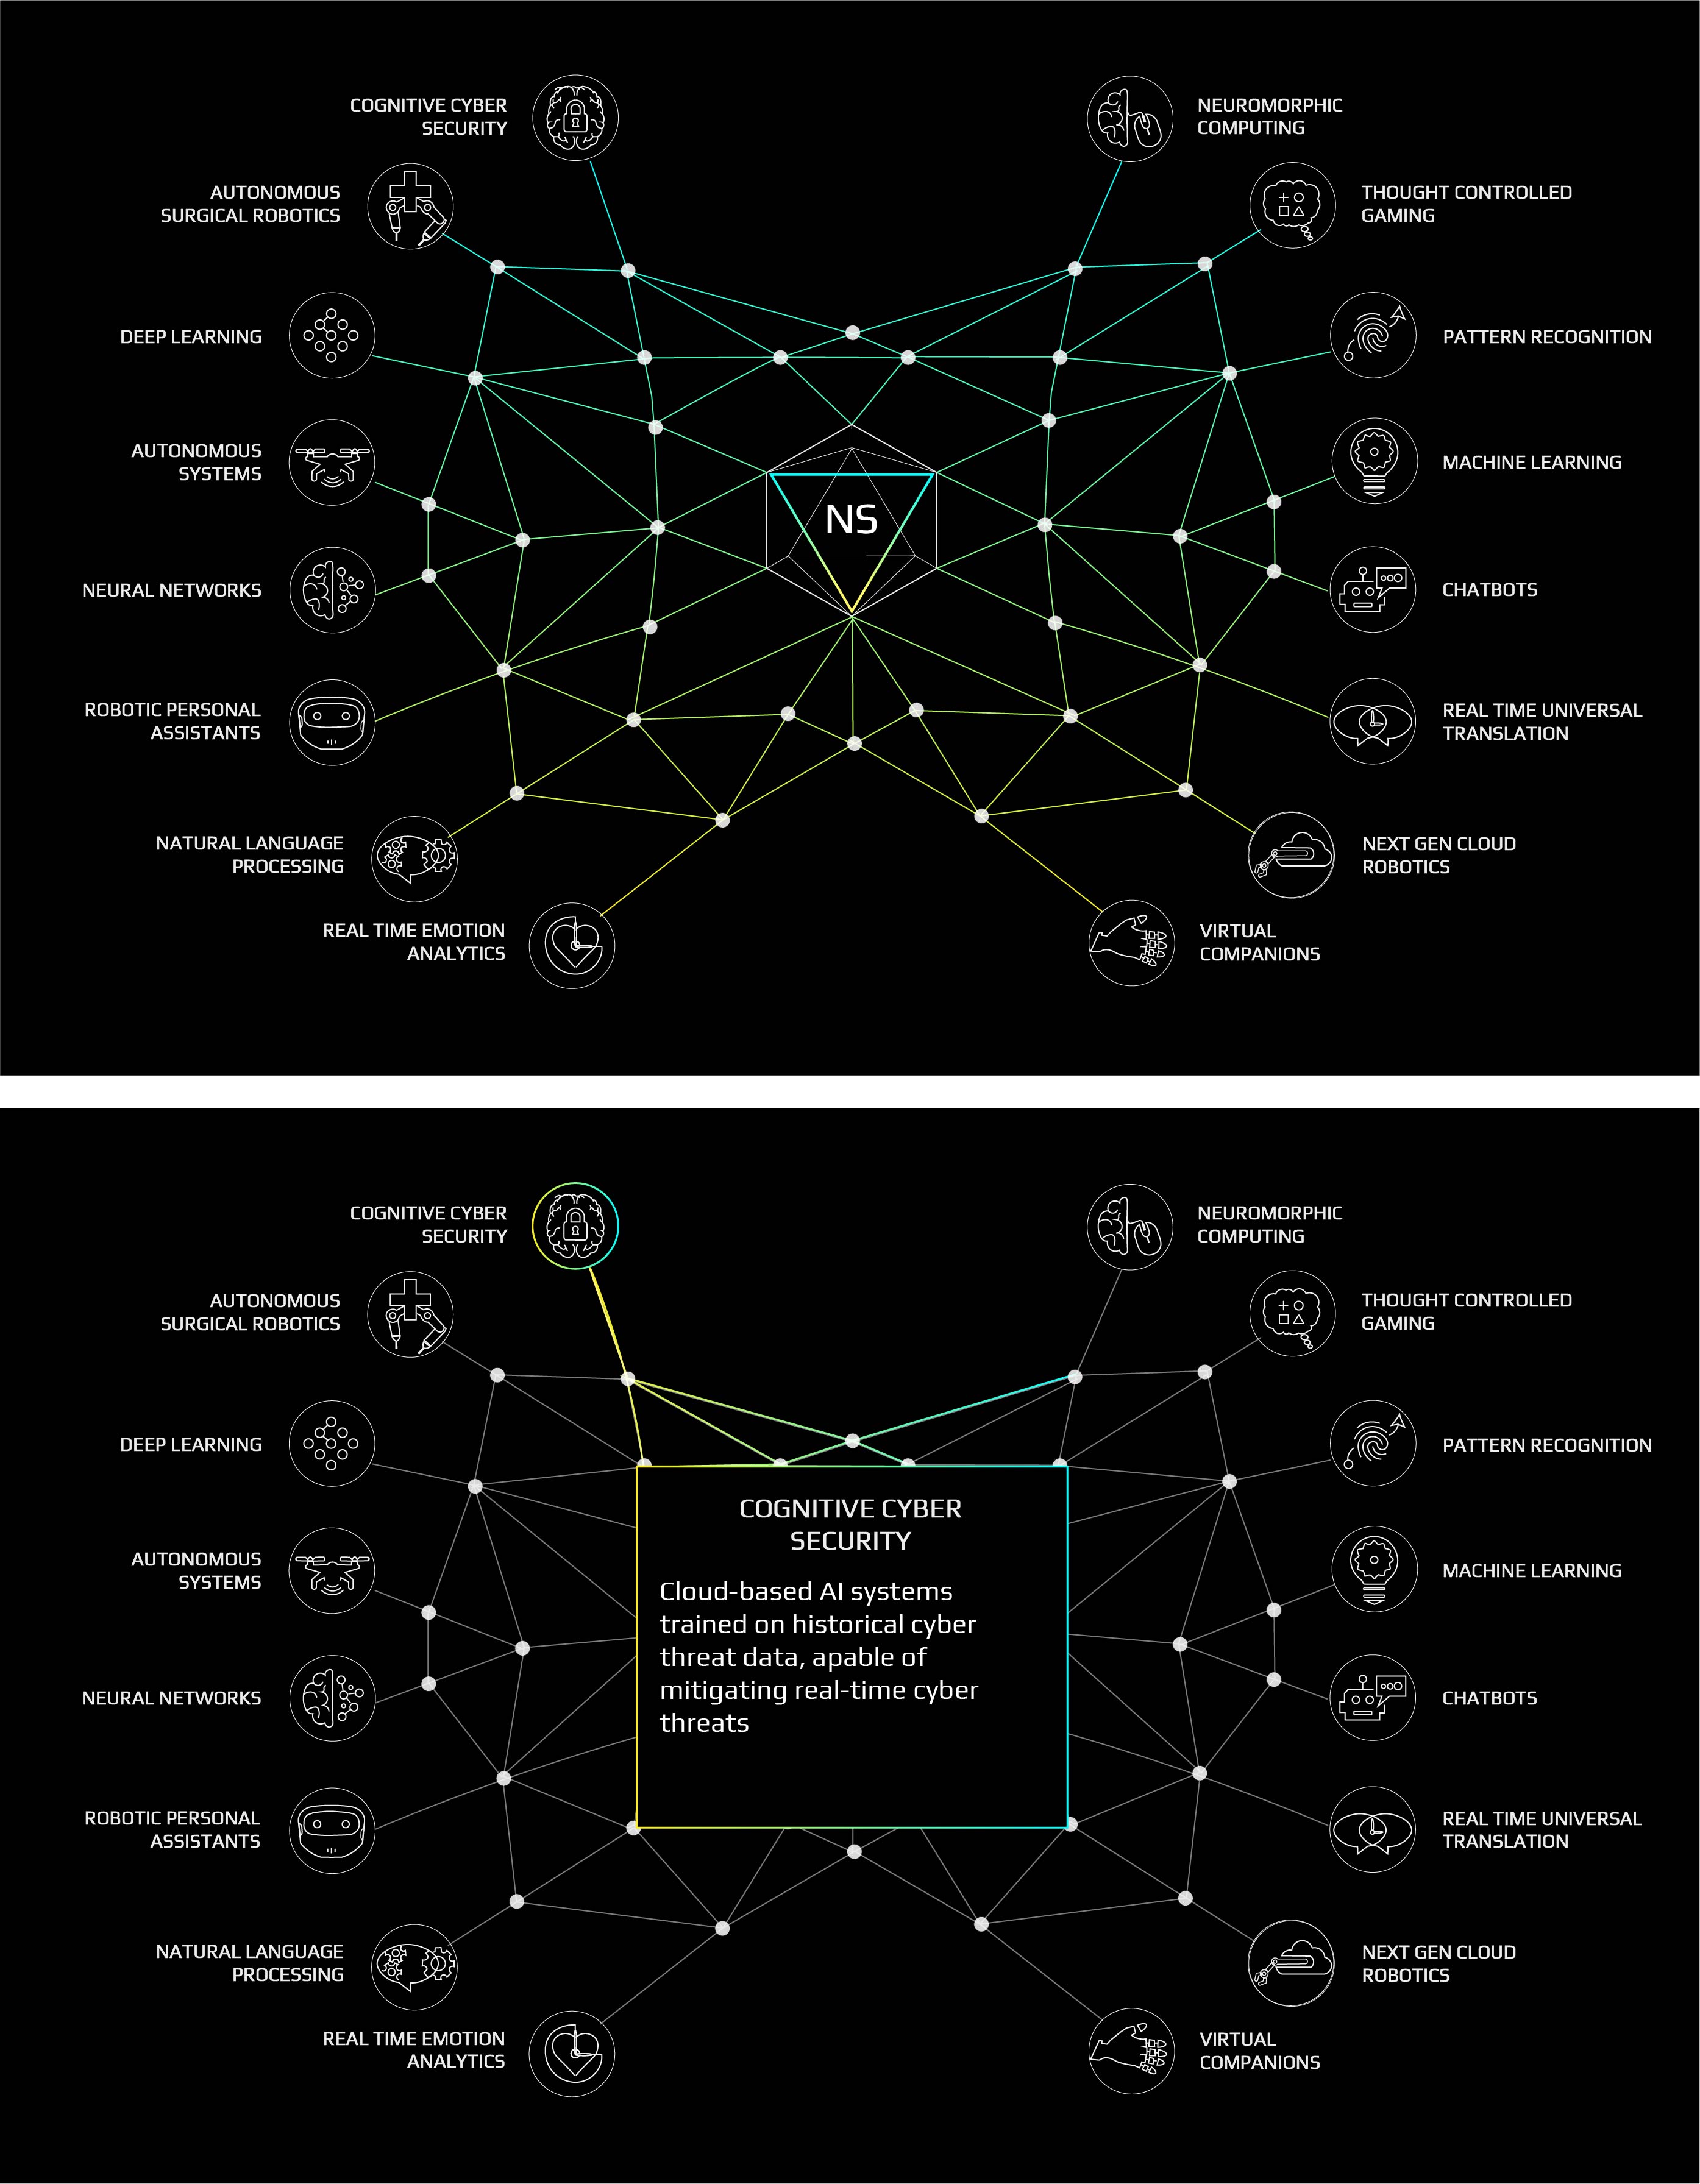 COGNITIVE CYBER
SECURITY
NEUROMORPHIC
COMPUTING
AUTONOMOUS
SURGICAL ROBOTICS
THOUGHT CONTROLLED
GAMING
DEEP LEARNING
PATTERN RECOGNITION
AUTONOMOUS
SYSTEMS
MACHINE LEARNING
NS
NEURAL NETWORKS
CHATBOTS
ROBOTIC PERSONAL
ASSISTANTS
REAL TIME UNIVERSAL
TRANSLATION
NATURAL LANGUAGE
PROCESSING
NEXT GEN CLOUD
ROBOTICS
REAL TIME EMOTION
ANALYTICS
VIRTUAL
COMPANIONS
COGNITIVE CYBER
SECURITY
NEUROMORPHIC
COMPUTING
AUTONOMOUS
SURGICAL ROBOTICS
THOUGHT CONTROLLED
GAMING
DEEP LEARNING
PATTERN RECOGNITION
COGNITIVE CYBER
SECURITY
Cloud-based AI systems
trained on historical cyber
threat data, apable of
mitigating real-time cyber
threats
AUTONOMOUS
SYSTEMS
MACHINE LEARNING
NEURAL NETWORKS
CHATBOTS
ROBOTIC PERSONAL
ASSISTANTS
REAL TIME UNIVERSAL
TRANSLATION
NATURAL LANGUAGE
PROCESSING
NEXT GEN CLOUD
ROBOTICS
REAL TIME EMOTION
ANALYTICS
VIRTUAL
COMPANIONS